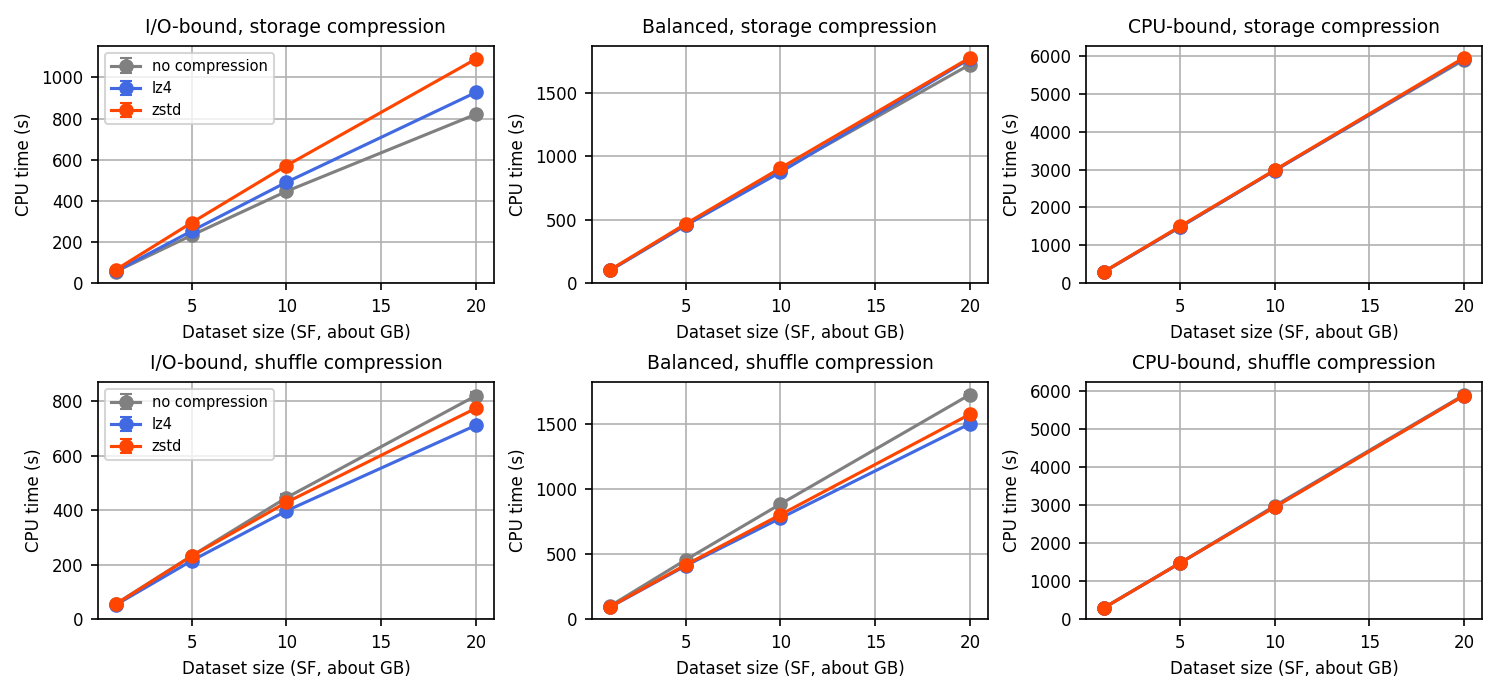 I/O-bound, storage compression
Balanced, storage compression
CPU-bound, storage compression
no compression
lz4
zstd
CPU time (s)
0
200
400
600
800
1000
5
10
15
20
Dataset size (SF, about GB)
CPU time (s)
0
500
1000
1500
5
10
15
20
Dataset size (SF, about GB)
CPU time (s)
0
1000
2000
3000
4000
5000
6000
5
10
15
20
Dataset size (SF, about GB)
I/O-bound, shuffle compression
Balanced, shuffle compression
CPU-bound, shuffle compression
no compression
lz4
zstd
CPU time (s)
0
200
400
600
800
5
10
15
20
Dataset size (SF, about GB)
CPU time (s)
0
500
1000
1500
5
10
15
20
Dataset size (SF, about GB)
CPU time (s)
0
1000
2000
3000
4000
5000
6000
5
10
15
20
Dataset size (SF, about GB)